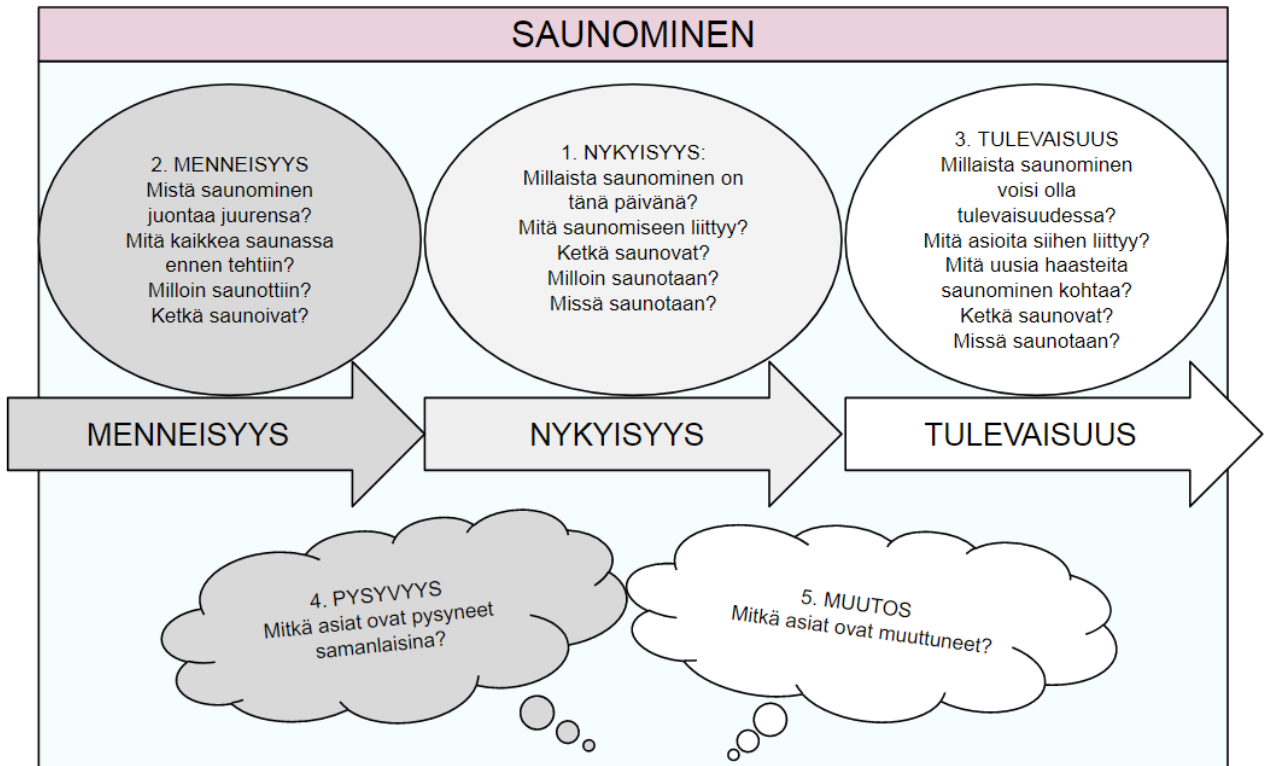 SAUNOMINEN
2. MENNEISYYS
Mistä saunominen
juontaa juurensa?
Mitä kaikkea saunassa
ennen tehtiin?
Milloin saunottiin?
Ketkä saunoivat?
1. NYKYISYYS:
Millaista saunominen on
tänä päivänä?
Mitä saunomiseen liittyy?
Ketkä saunovat?
Milloin saunotaan?
Missä saunotaan?
3. TULEVAISUUS
Millaista saunominen
voisi olla
tulevaisuudessa?
Mitä asioita siihen liittyy?
Mitä uusia haasteita
saunominen kohtaa?
Ketkä saunovat?
Missä saunotaan?
MENNEISYYS
NYKYISYYS
TULEVAISUUS
4. PYSYVYYS
Mitkä asiat ovat pysyneet
samanlaisina?
5. MUUTOS
Mitkä asiat ovat muuttuneet?